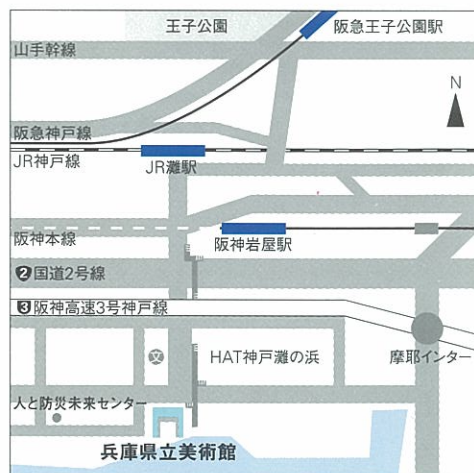 王子公園
阪急王子公園駅
山手幹線
N
阪急神戸線
JR神戸線
JR灘駅
阪神本線
阪神岩屋駅
2 国道2号線
3 阪神高速3号神戸線
文
HAT神戸灘の浜
摩耶インター
人と防災未来センター
兵庫県立美術館